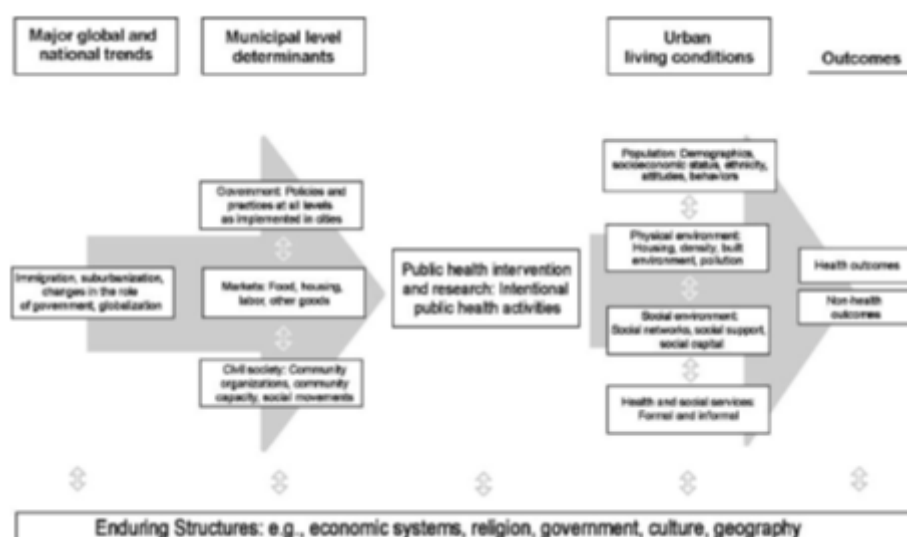 Major global and
national trends
Municipal level
determinants
Urban
living conditions
Outcomes
Immigration, suburbanization,
changes in the role
of government, globalization
Government: Policies and
practices at all levels
as implemented in cities
Markets: Food, housing,
labor, other goods
Civil society: Community
organizations, community
capacity, social movements
Public health intervention
and research: Intentional
public health activities
Population: Demographics,
socioeconomic status, ethnicity,
attitudes, behaviors
Physical environment:
Housing, density, built
environment, pollution
Social environment:
Social networks, social support,
social capital
Health and social services:
Formal and informal
Health outcomes
Non-health
outcomes
Enduring Structures: e.g., economic systems, religion, government, culture, geography